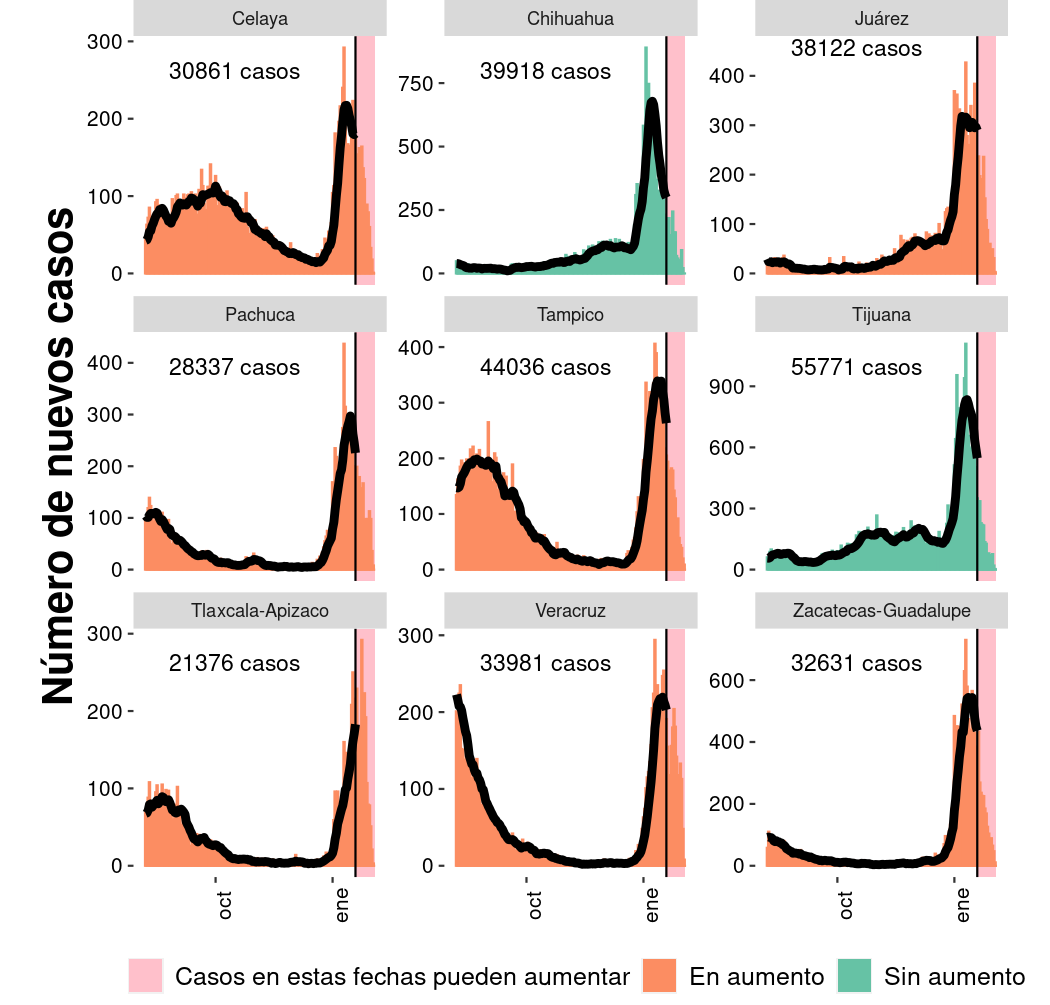 Número de nuevos casos
Celaya
Chihuahua
Juárez
30861 casos
39918 casos
38122 casos
300
200
100
0
750
500
250
0
400
300
200
100
0
Pachuca
Tampico
Tijuana
28337 casos
44036 casos
55771 casos
400
300
200
100
0
400
300
200
100
0
900
600
300
0
Tlaxcala-Apizaco
Veracruz
Zacatecas-Guadalupe
21376 casos
33981 casos
32631 casos
300
200
100
0
300
200
100
0
600
400
200
0
oct
ene
oct
ene
oct
ene
Casos en estas fechas pueden aumentar
En aumento
Sin aumento